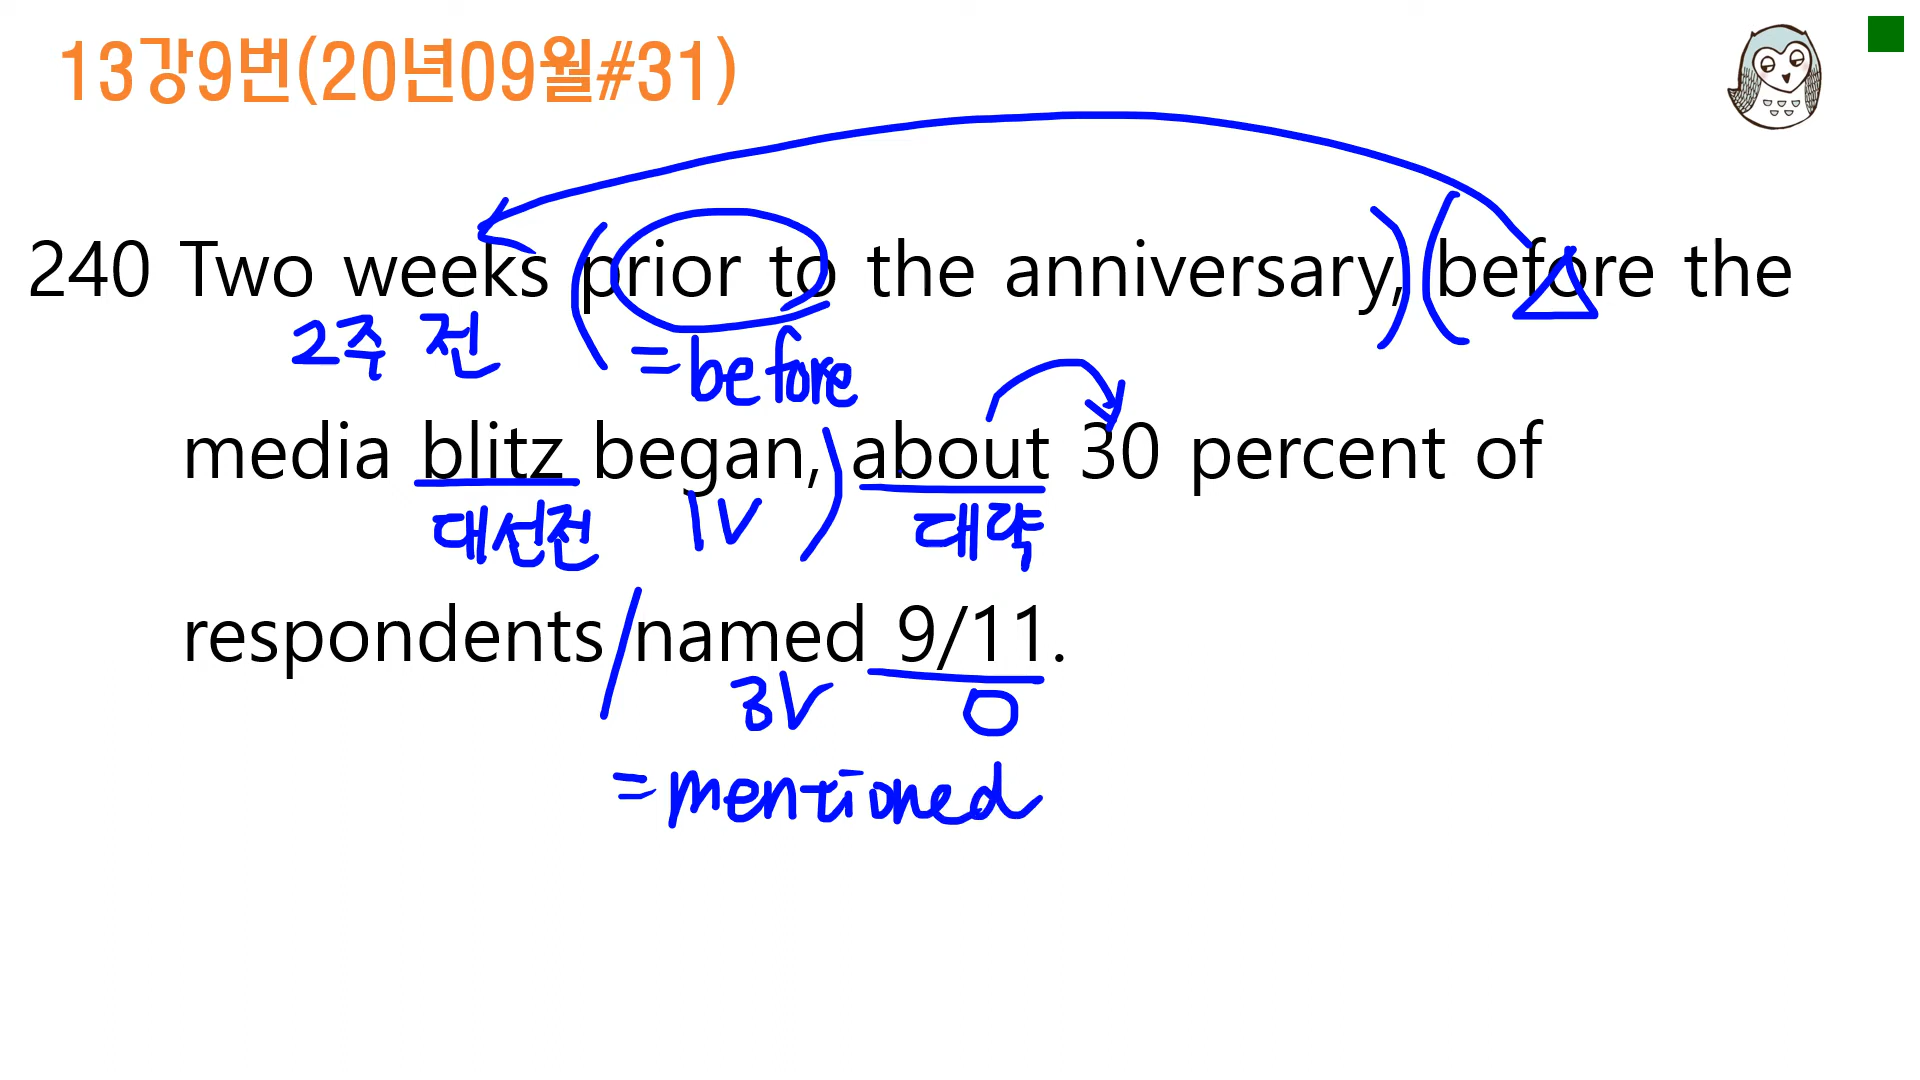 13강9번(20년09월#31)
240 Two weeks prior to the anniversary, before the
2주 전 =before
media blitz began, about 30 percent of
대선전 1V 대략
respondents / named 9/11.
3V O
=mentioned